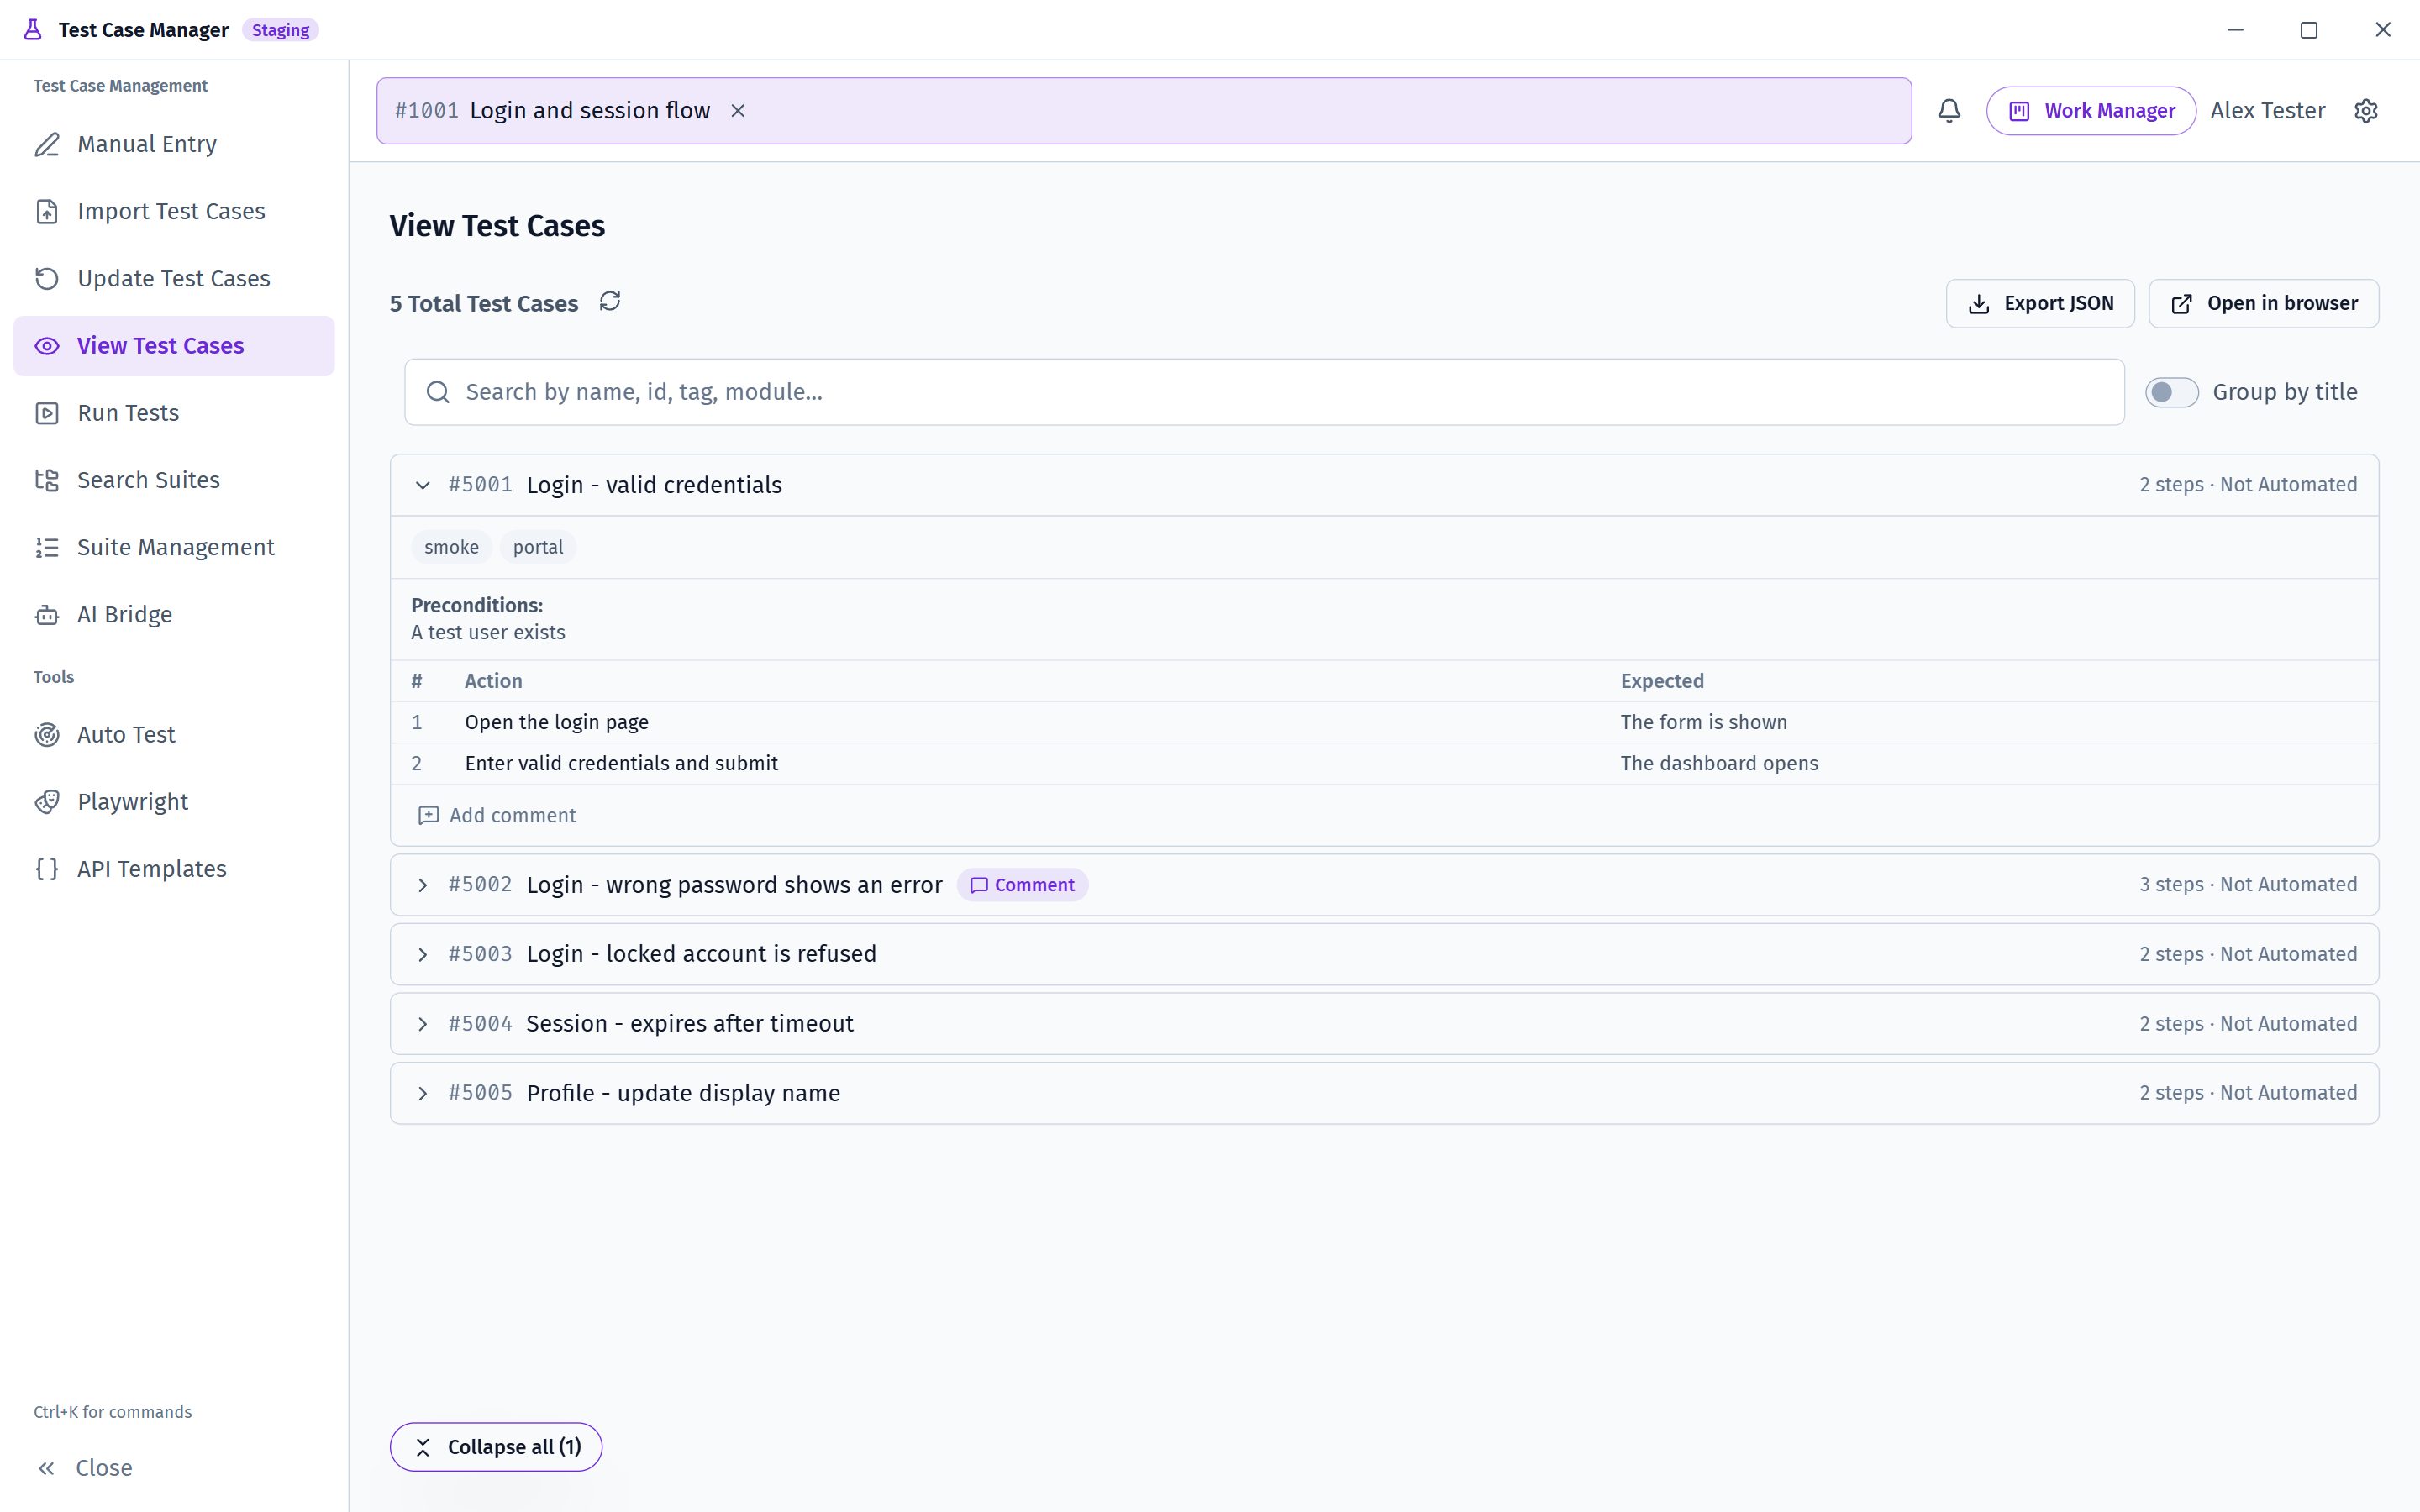 Test Case Manager Staging
Test Case Management
Manual Entry
Import Test Cases
Update Test Cases
View Test Cases
Run Tests
Search Suites
Suite Management
AI Bridge
Tools
Auto Test
Playwright
API Templates
Ctrl+K for commands
Close
#1001 Login and session flow
Work Manager
Alex Tester
View Test Cases
5 Total Test Cases
Export JSON
Open in browser
Search by name, id, tag, module...
Group by title
#5001 Login - valid credentials 2 steps · Not Automated
smoke portal
Preconditions:
A test user exists
# Action Expected
1 Open the login page The form is shown
2 Enter valid credentials and submit The dashboard opens
Add comment
#5002 Login - wrong password shows an error Comment 3 steps · Not Automated
#5003 Login - locked account is refused 2 steps · Not Automated
#5004 Session - expires after timeout 2 steps · Not Automated
#5005 Profile - update display name 2 steps · Not Automated
Collapse all (1)